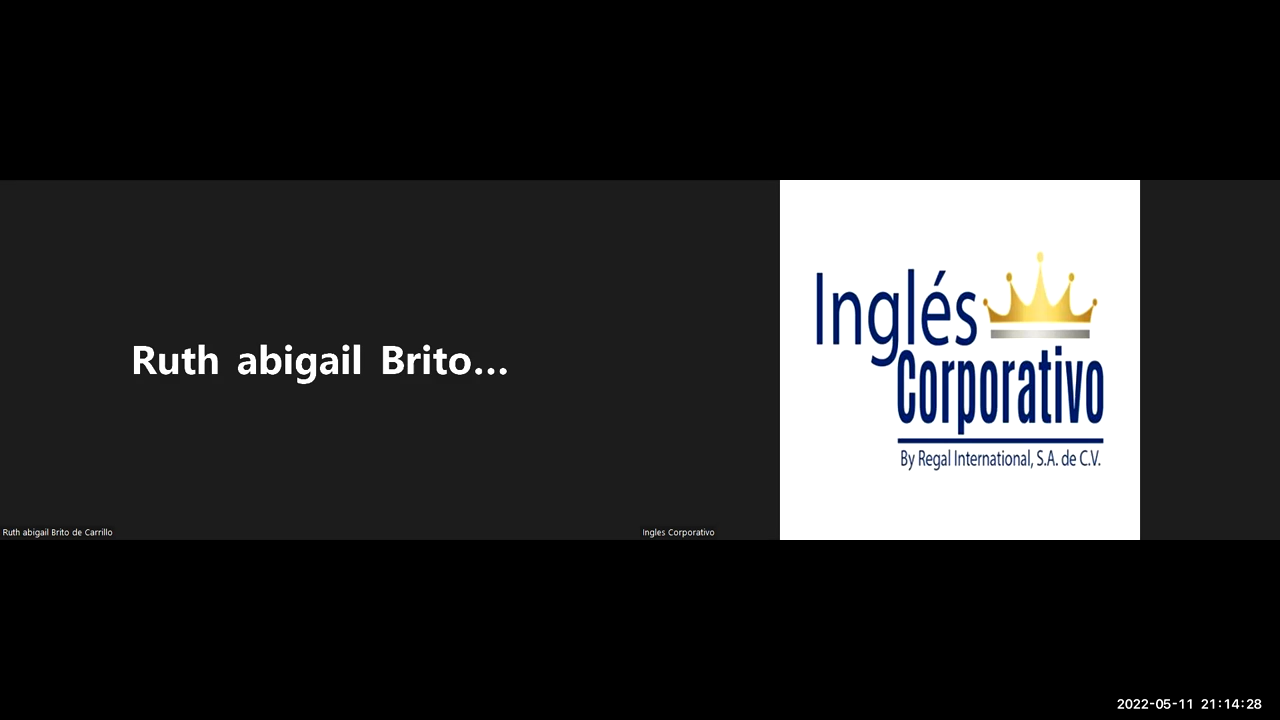 Ruth abigail Brito...
Ruth abigail Brito de Carrillo
Inglés
Corporativo
By Regal International, S.A. de C.V.
Ingles Corporativo
2022-05-11 21:14:28